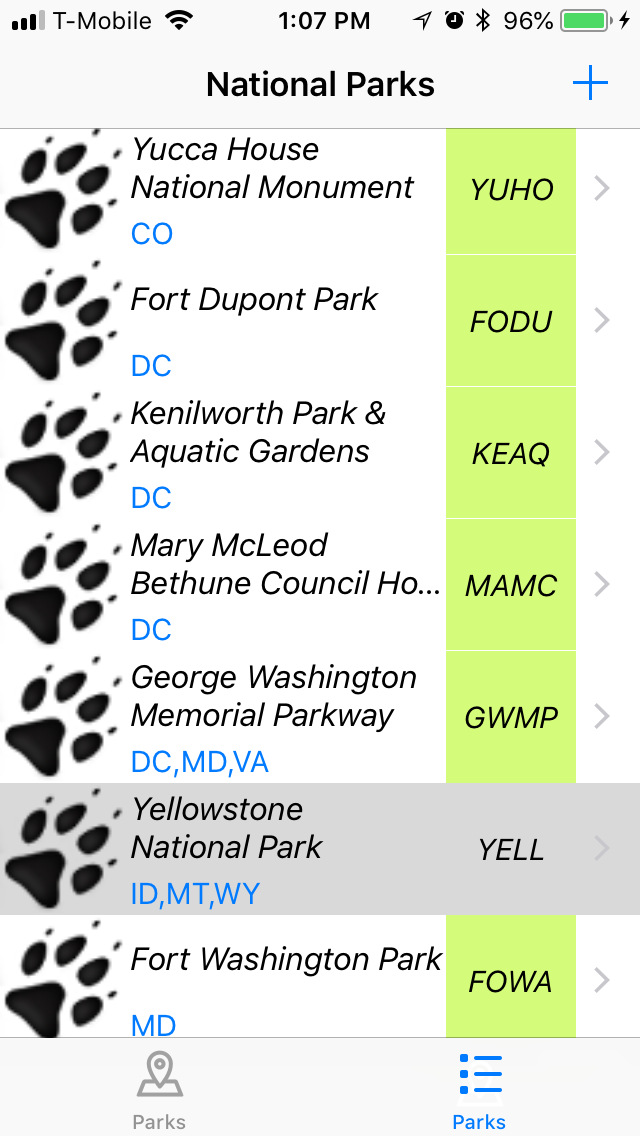 T-Mobile 1:07 PM 96%
National Parks
Yucca House
National Monument
CO
YUHO
Fort Dupont Park
DC
FODU
Kenilworth Park &
Aquatic Gardens
DC
KEAQ
Mary McLeod
Bethune Council Ho...
DC
MAMC
George Washington
Memorial Parkway
DC,MD,VA
GWMP
Yellowstone
National Park
ID,MT,WY
YELL
Fort Washington Park
MD
FOWA
Parks
Parks